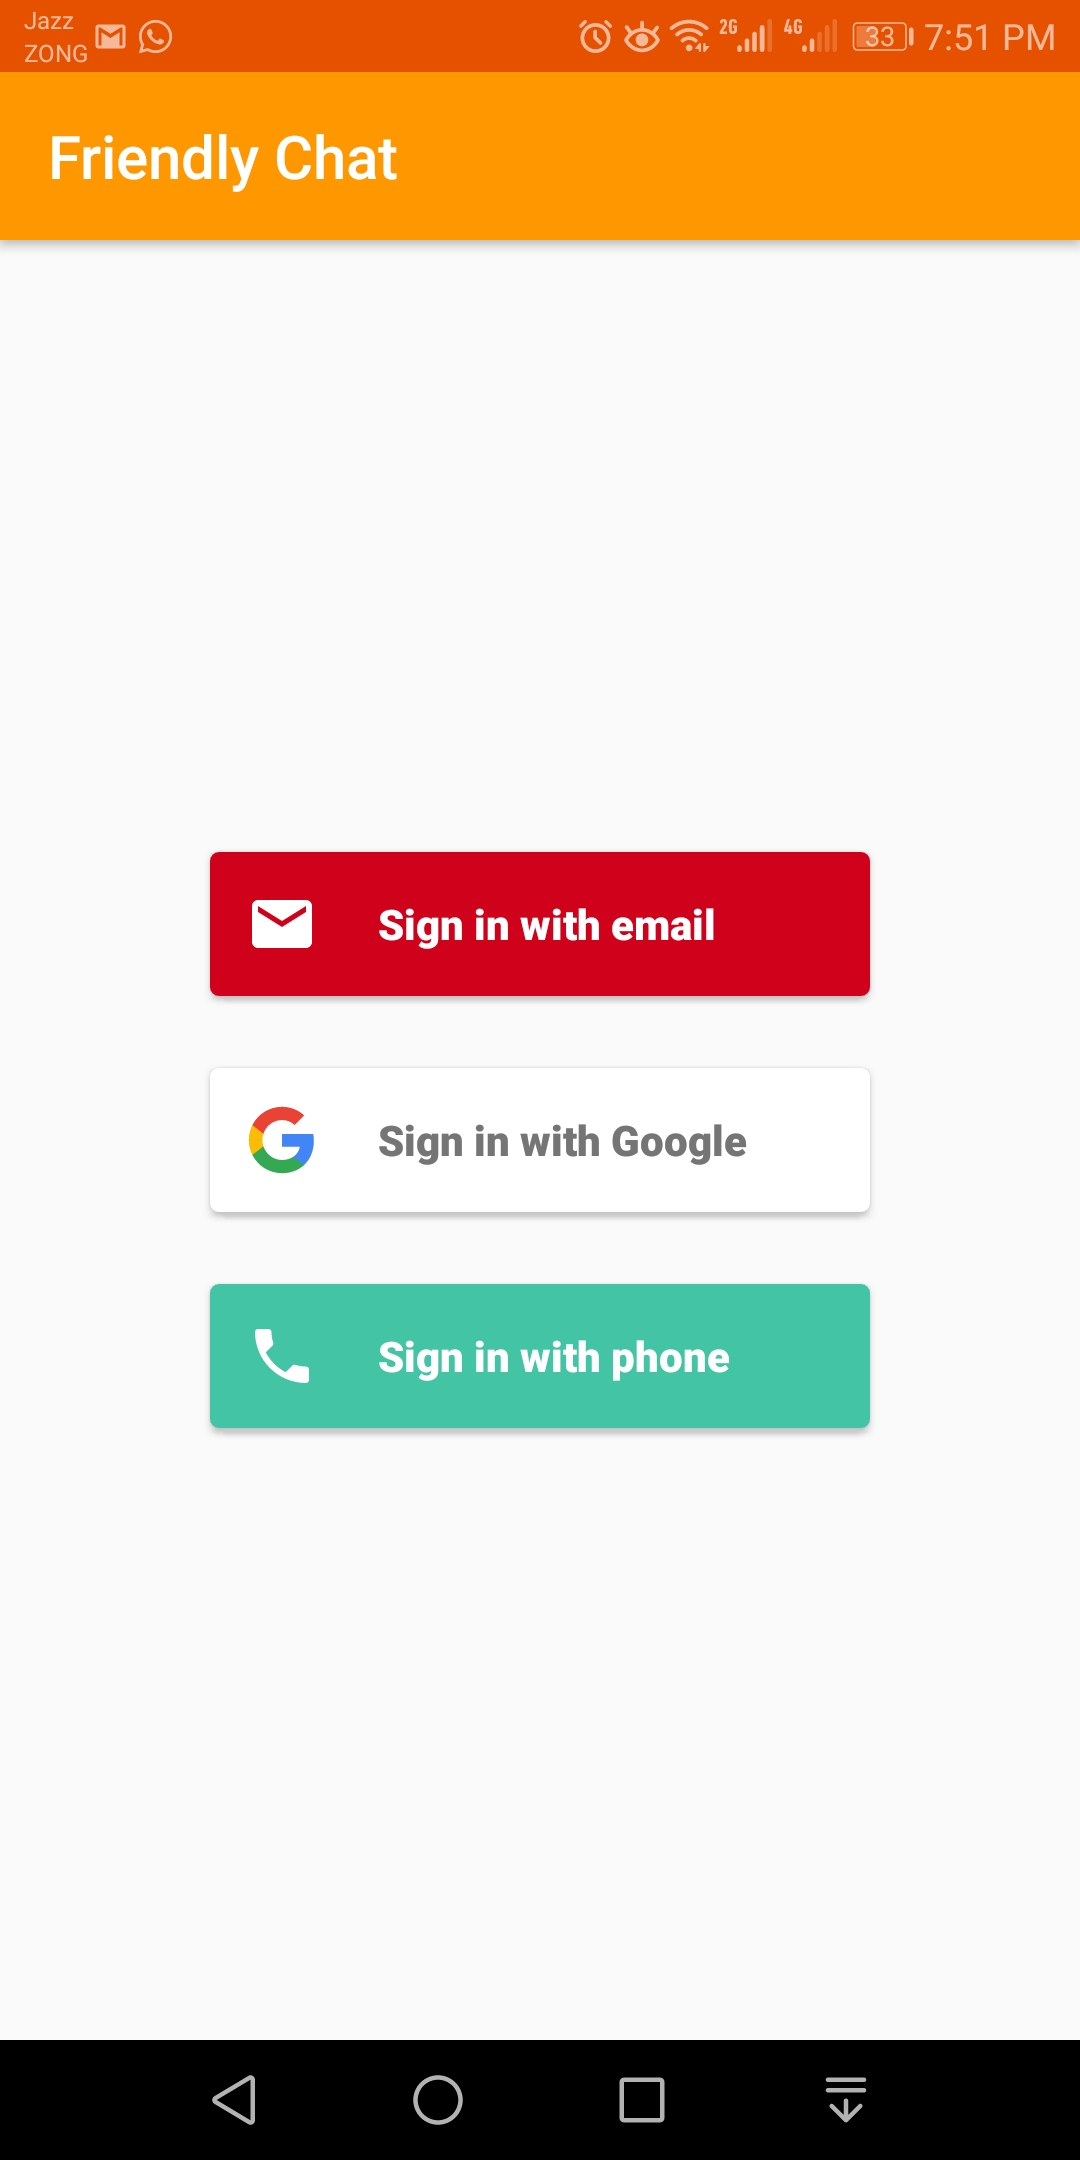 Jazz
ZONG
2G 4G 33 7:51 PM
Friendly Chat
Sign in with email
Sign in with Google
Sign in with phone